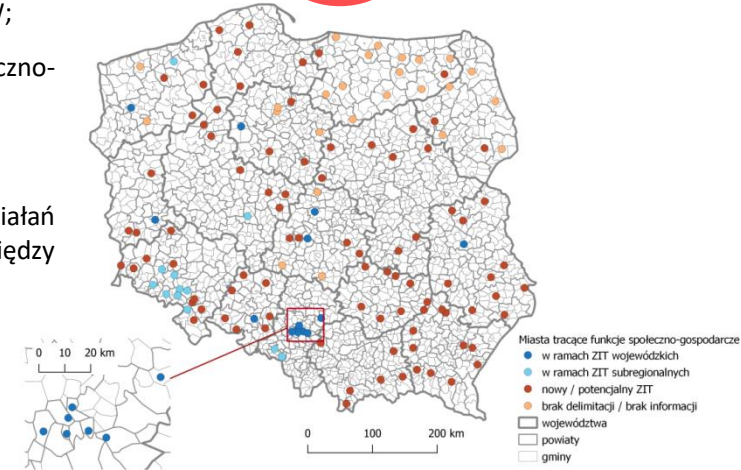 czno-
iałań
iędzy
0 10 20 km
Miasta tracące funkcje społeczno-gospodarcze
w ramach ZIT wojewódzkich
w ramach ZIT subregionalnych
nowy / potencjalny ZIT
brak delimitacji / brak informacji
województwa
powiaty
gminy
0 100 200 km